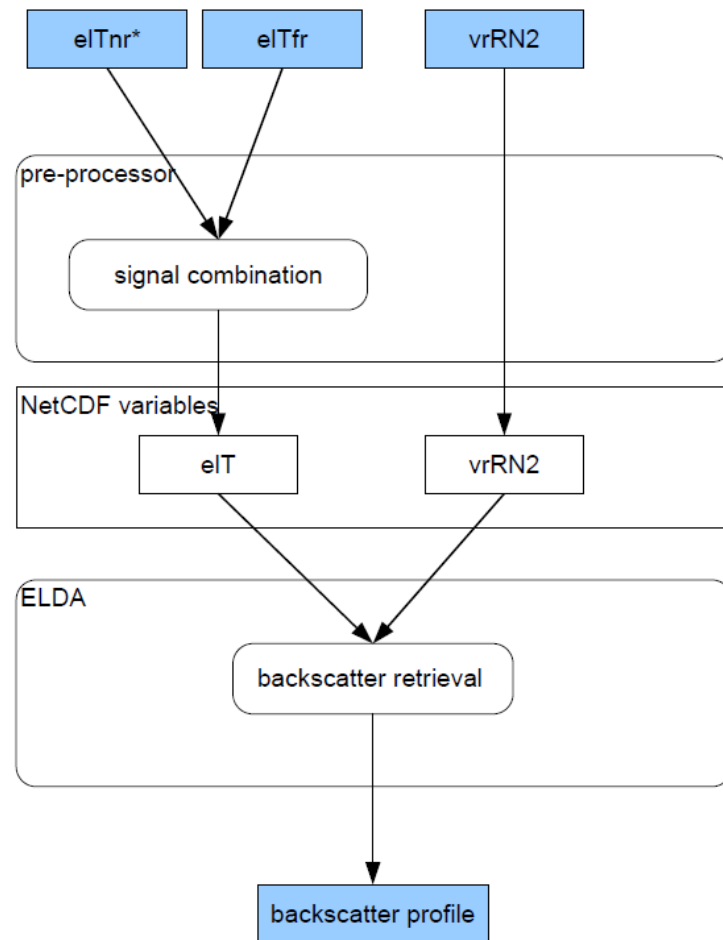 elTnr*
elTfr
vrRN2
pre-processor
signal combination
NetCDF variables
elT
vrRN2
ELDA
backscatter retrieval
backscatter profile